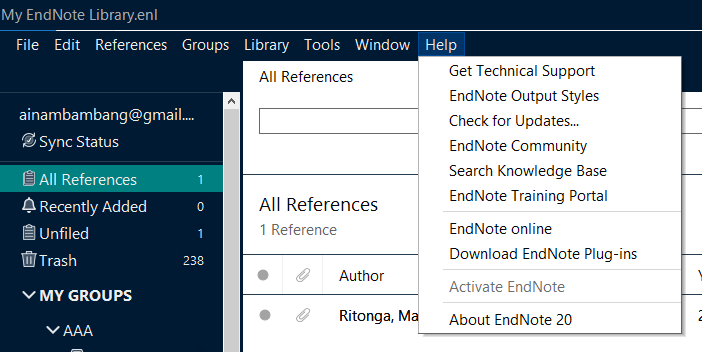 My EndNote Library.enl
File Edit References Groups Library Tools Window Help
ainambambang@gmail....
Sync Status
All References 1
Recently Added 0
Unfiled 1
Trash 238
MY GROUPS
AAA
All References
All References
1 Reference
Author
Ritonga, Ma
Get Technical Support
EndNote Output Styles
Check for Updates...
EndNote Community
Search Knowledge Base
EndNote Training Portal
EndNote online
Download EndNote Plug-ins
Activate EndNote
About EndNote 20